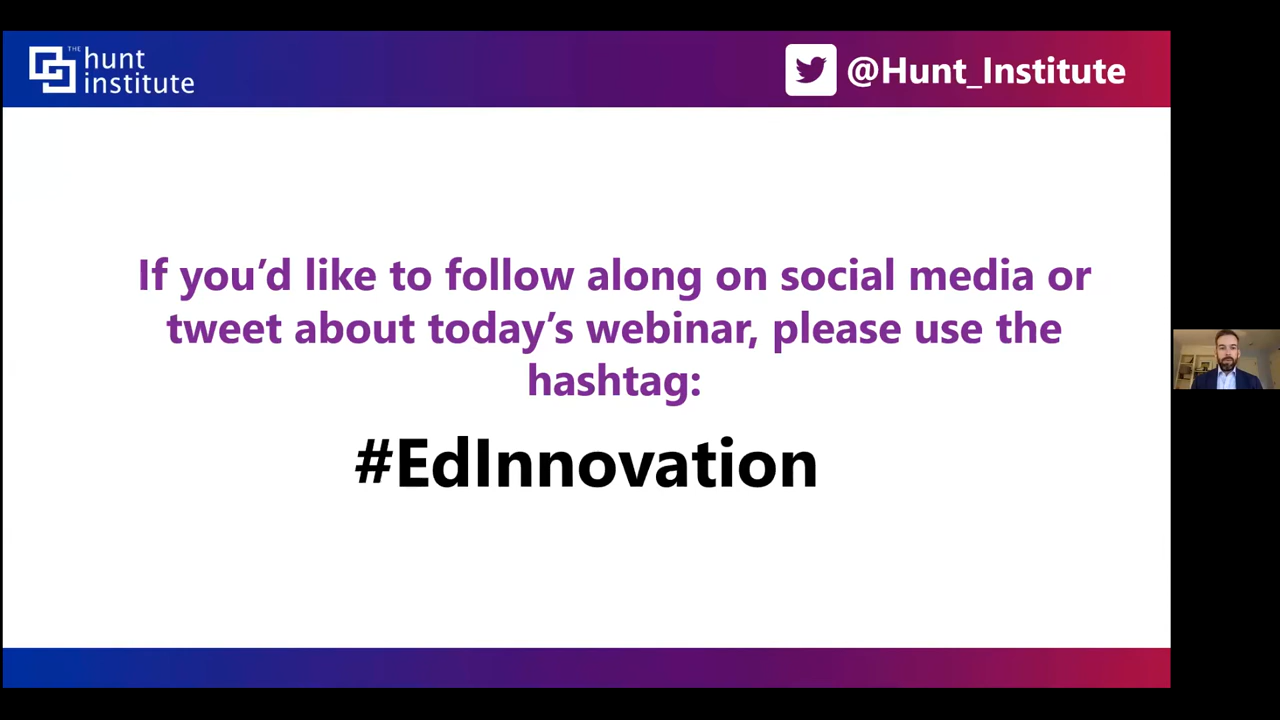 THE
hunt
institute
@Hunt_Institute
If you’d like to follow along on social media or
tweet about today’s webinar, please use the
hashtag:
#EdInnovation